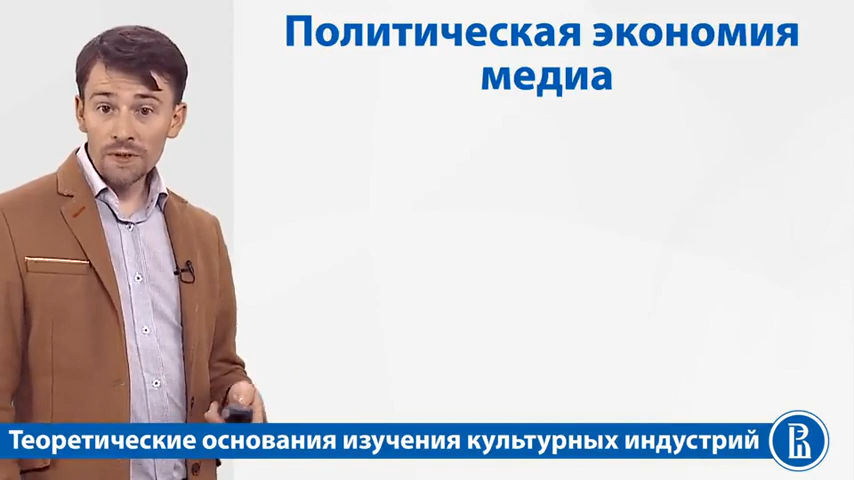 Политическая экономия
медиа
Теоретические основания изучения культурных индустрий